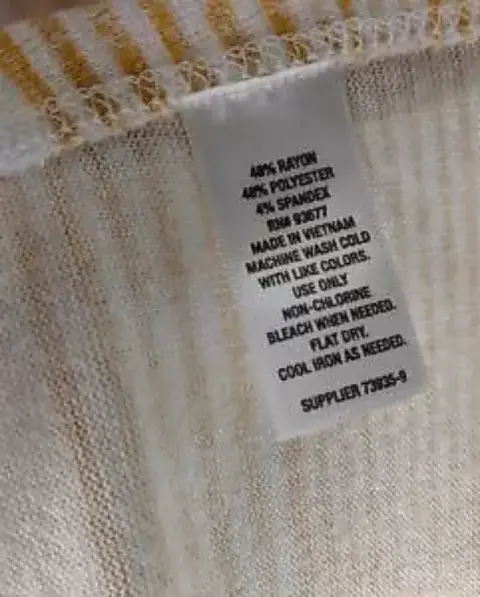 48% RAYON
48% POLYESTER
4% SPANDEX
RN# 93677
MADE IN VIETNAM
MACHINE WASH COLD
WITH LIKE COLORS.
USE ONLY
NON-CHLORINE
BLEACH WHEN NEEDED.
FLAT DRY.
COOL IRON AS NEEDED.
SUPPLIER 73935-9